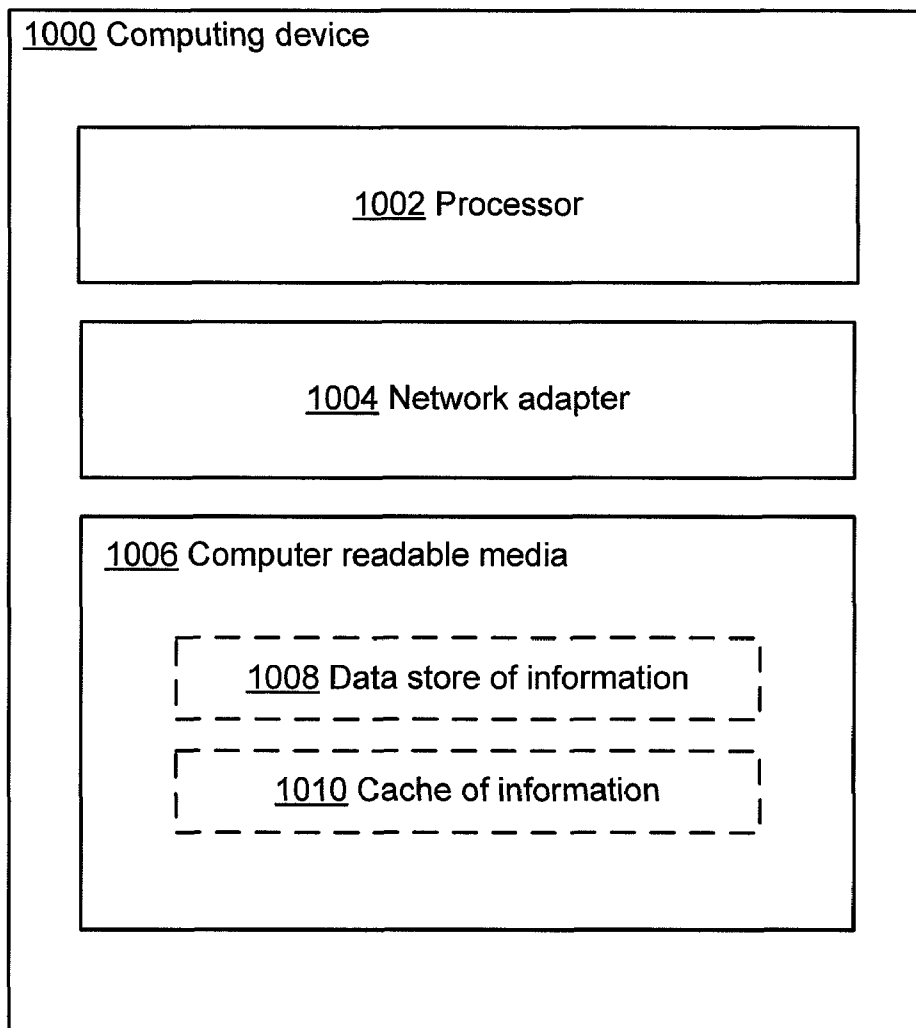 1000 Computing device
1002 Processor
1004 Network adapter
1006 Computer readable media
1008 Data store of information
1010 Cache of information